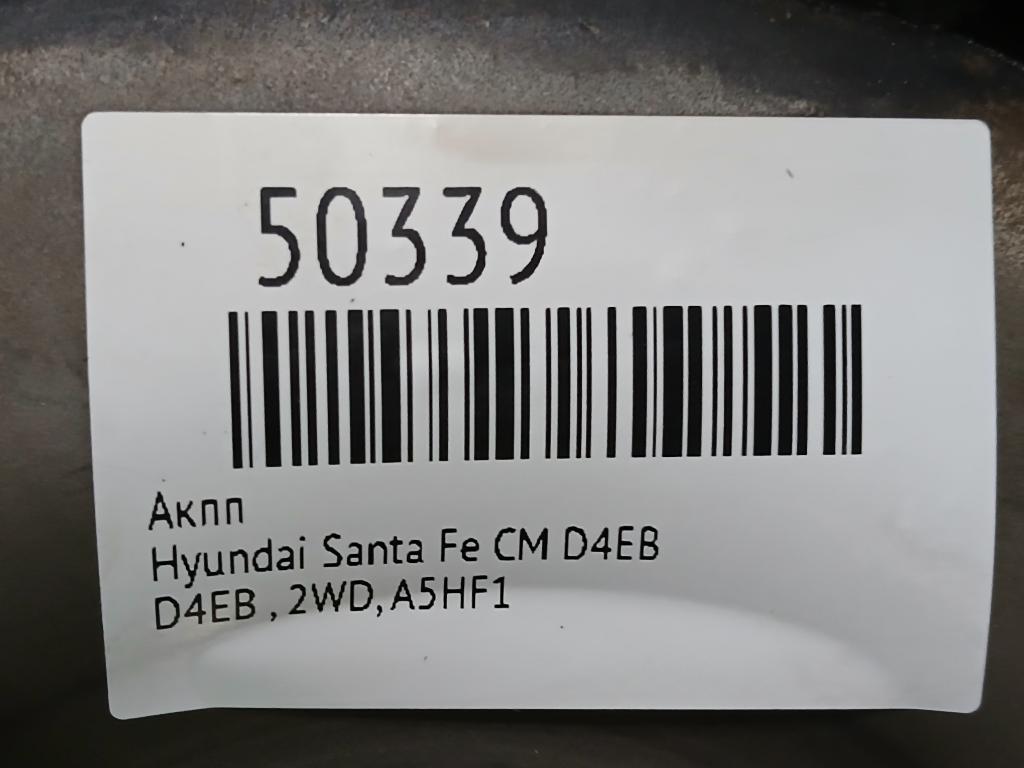 50339
Акпп
Hyundai Santa Fe CM D4EB
D4EB , 2WD, A5HF1